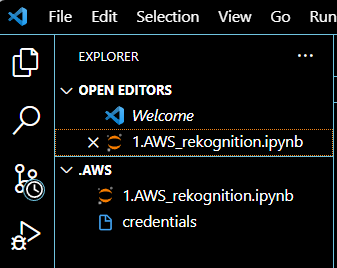 File Edit Selection View Go Run
EXPLORER ...
OPEN EDITORS
Welcome
1.AWS_rekognition.ipynb
.AWS
1.AWS_rekognition.ipynb
credentials